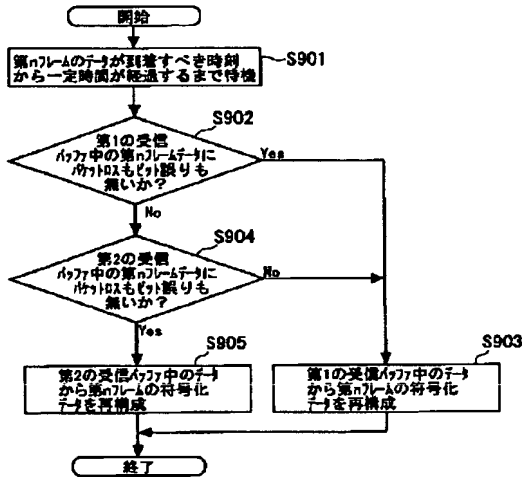 開始
第nフレームのデータが到着すべき時刻
から一定時間が経過するまで待機
S901
S902
第1の受信
バッファ中の第nフレームデータに
パケットロスもビット誤りも
無いか?
Yes
No
S904
第2の受信
バッファ中の第nフレームデータに
パケットロスもビット誤りも
無いか?
No
Yes
S905
第2の受信バッファ中のデータ
から第nフレームの符号化
データを再構成
S903
第1の受信バッファ中のデータ
から第nフレームの符号化
データを再構成
終了